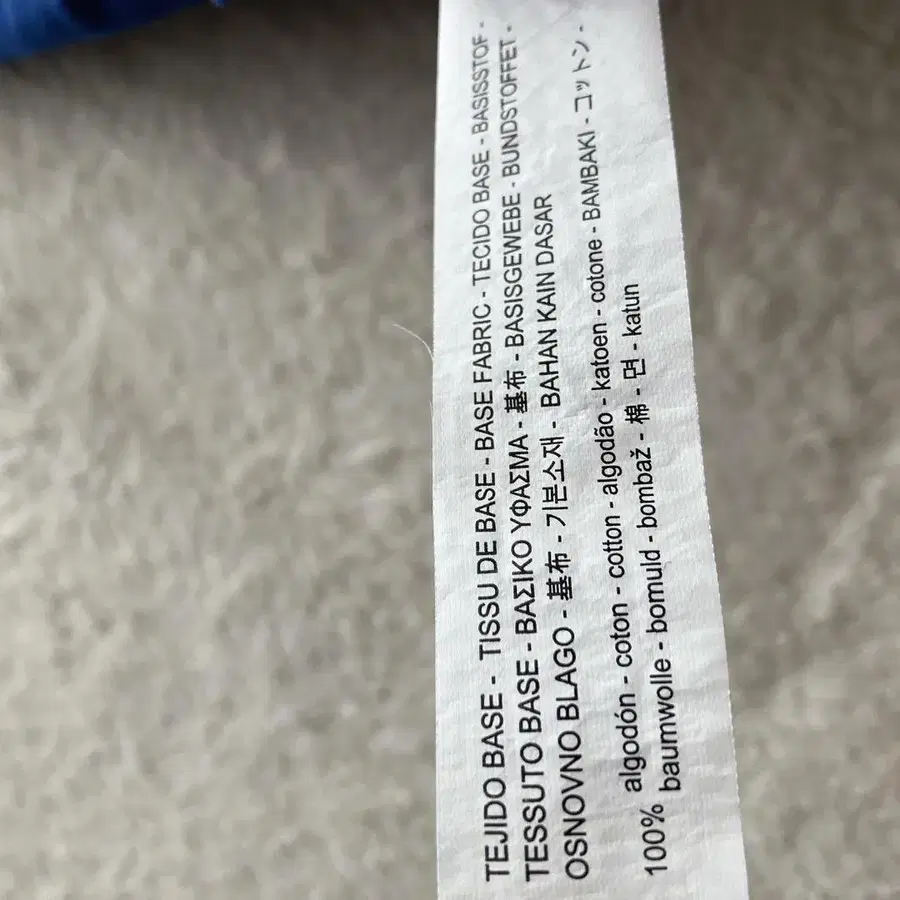 TEJIDO BASE - TISSU DE BASE - BASE FABRIC - TECIDO BASE - BASISSTOF -
TESSUTO BASE - ΒΑΣΙΚΟ ΥΦΑΣΜΑ - 基布 - BASISGEWEBE - BUNDSTOFFET -
OSNOVNO BLAGO - 基布 - 기본소재 - BAHAN KAIN DASAR
100% algodón - coton - cotton - algodão - katoen - cotone - BAMBAKI - コットン -
baumwolle - bomuld - bombaž - 棉 - 면 - katun